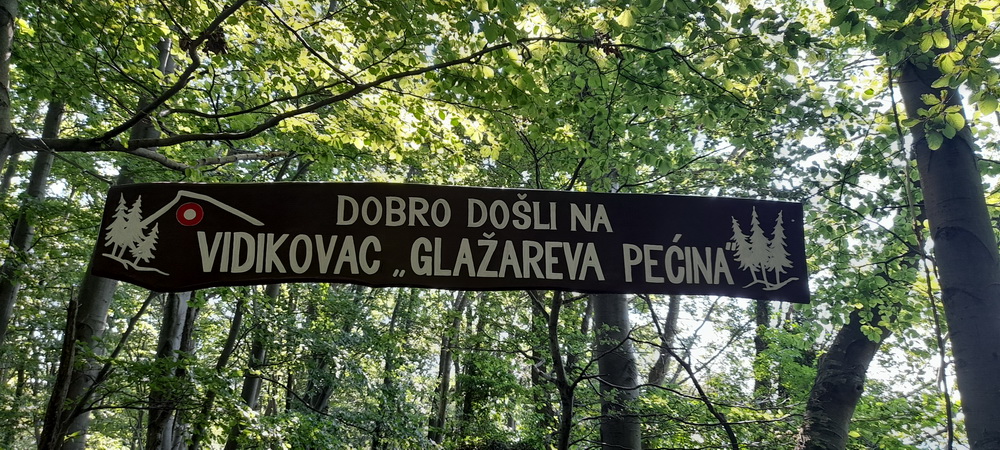 DOBRO DOŠLI NA
VIDIKOVAC „GLAŽAREVA PEĆINA“